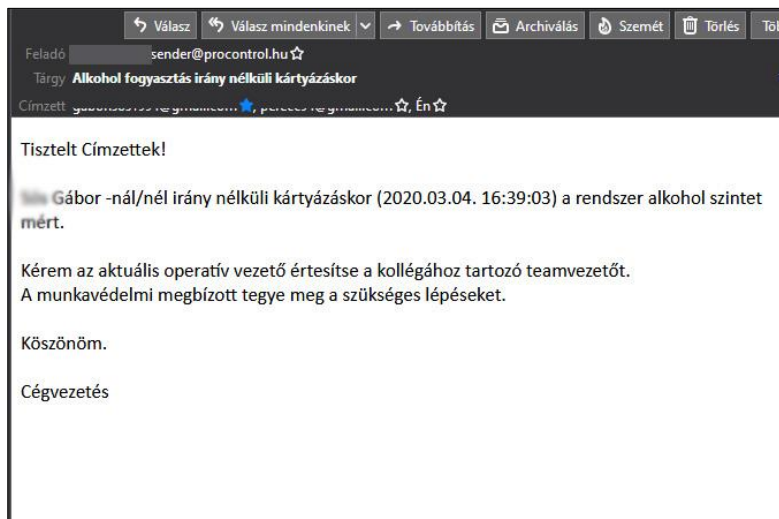 Válasz Válasz mindenkinek Továbbítás Archiválás Szemét Törlés
Feladó sender@procontrol.hu
Tárgy Alkohol fogyasztás irány nélküli kártyázáskor
Címzett Én
Tisztelt Címzettek!
Gábor -nál/nél irány nélküli kártyázáskor (2020.03.04. 16:39:03) a rendszer alkohol szintet
mért.
Kérem az aktuális operatív vezető értesítse a kollégához tartozó teamvezetőt.
A munkavédelmi megbízott tegye meg a szükséges lépéseket.
Köszönöm.
Cégvezetés